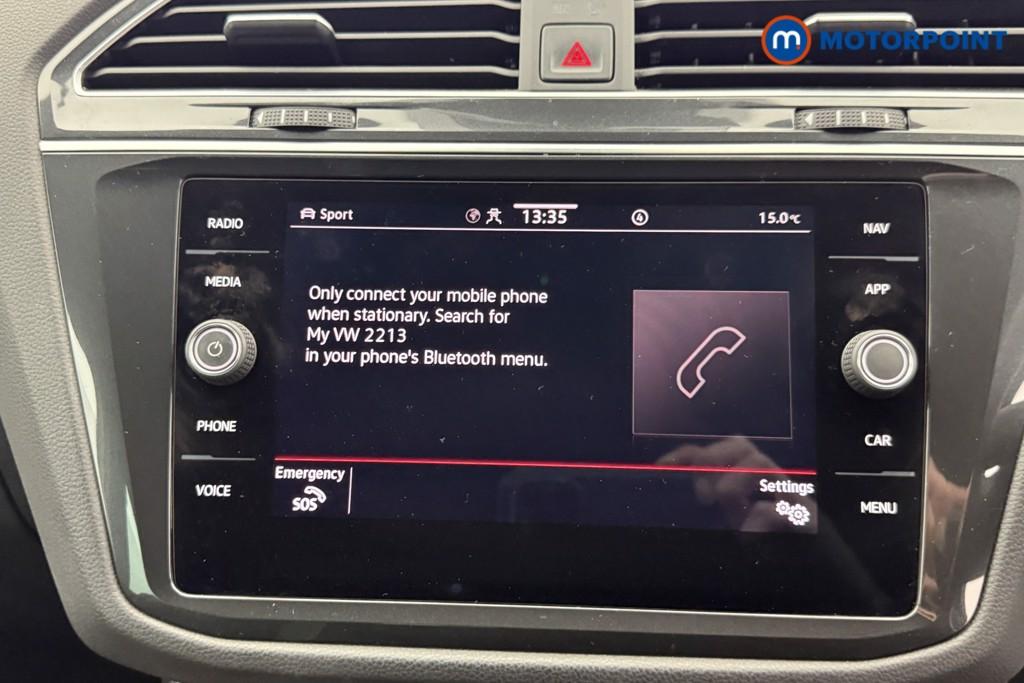 m MOTORPOINT
RADIO
MEDIA
PHONE
VOICE
Sport
13:35
4
15.0°C
Only connect your mobile phone
when stationary. Search for
My VW 2213
in your phone's Bluetooth menu.
Emergency
SOS
Settings
NAV
APP
CAR
MENU